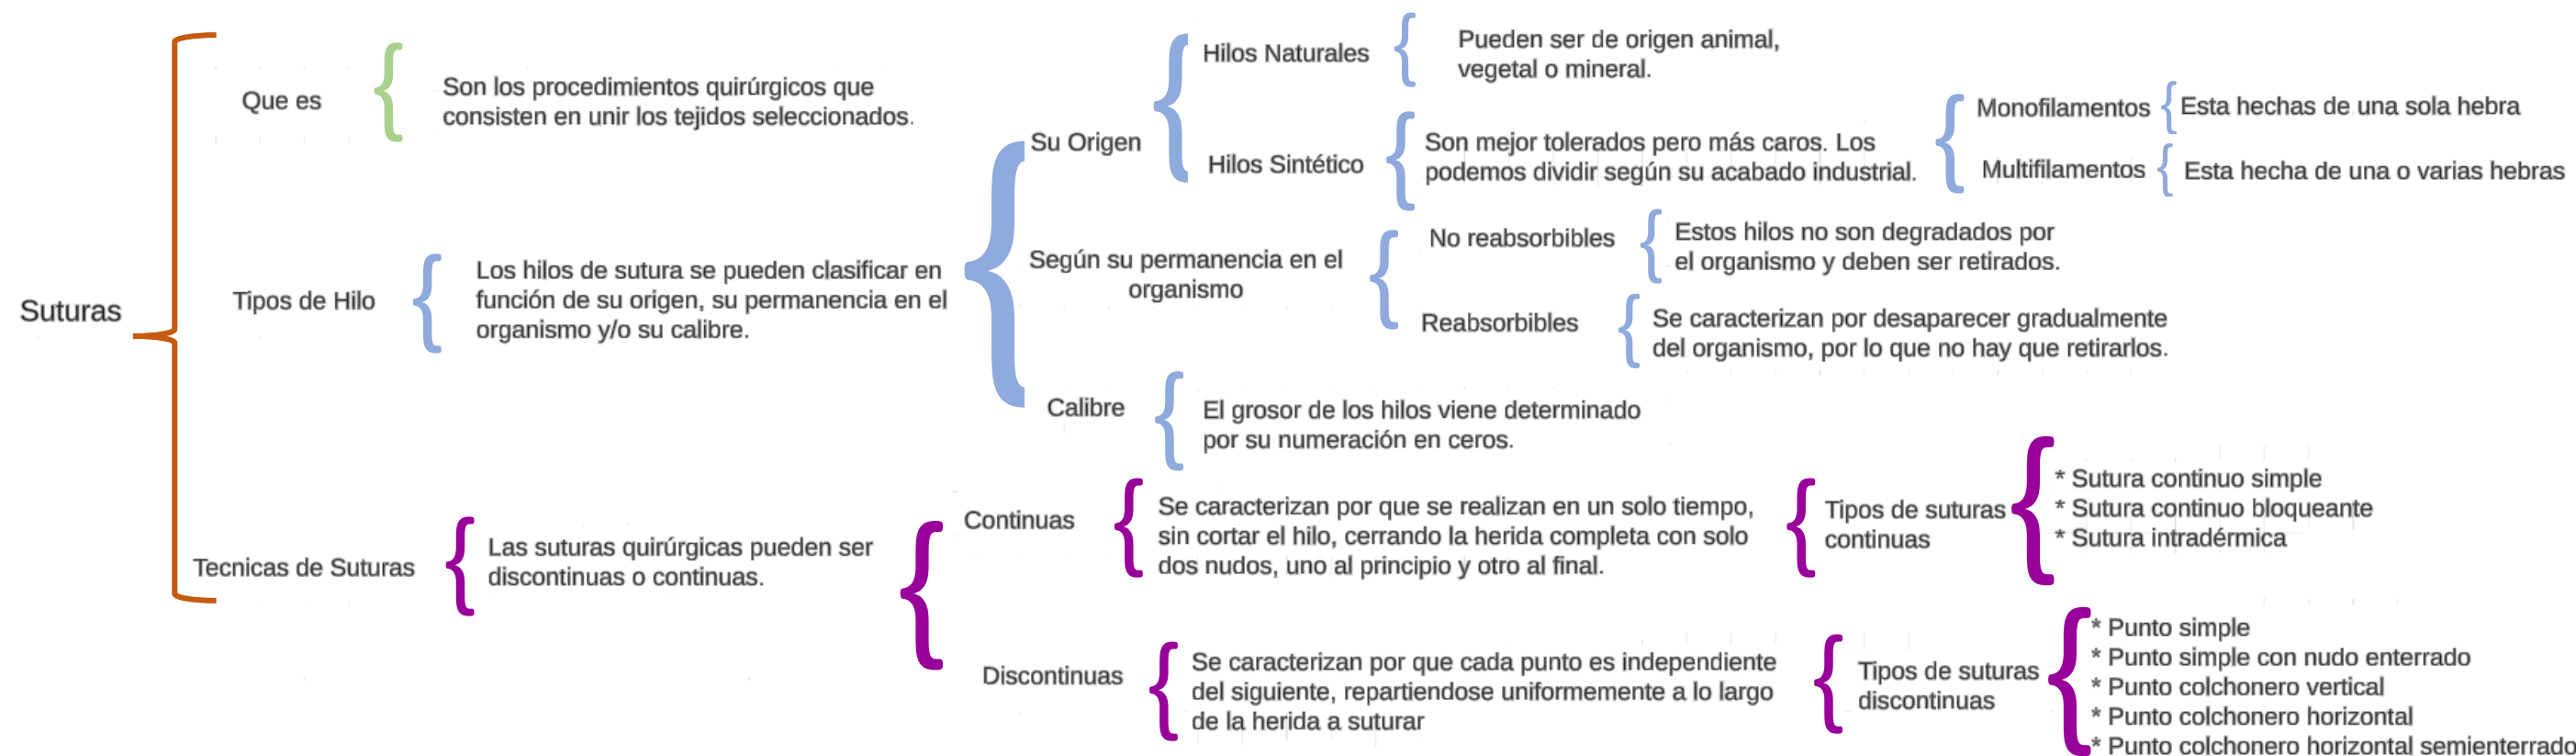 Suturas
Que es
Son los procedimientos quirúrgicos que
consisten en unir los tejidos seleccionados.
Tipos de Hilo
Los hilos de sutura se pueden clasificar en
función de su origen, su permanencia en el
organismo y/o su calibre.
Su Origen
Hilos Naturales
Pueden ser de origen animal,
vegetal o mineral.
Hilos Sintético
Son mejor tolerados pero más caros. Los
podemos dividir según su acabado industrial.
Monofilamentos
Esta hechas de una sola hebra
Multifilamentos
Esta hecha de una o varias hebras
Según su permanencia en el
organismo
No reabsorbibles
Estos hilos no son degradados por
el organismo y deben ser retirados.
Reabsorbibles
Se caracterizan por desaparecer gradualmente
del organismo, por lo que no hay que retirarlos.
Calibre
El grosor de los hilos viene determinado
por su numeración en ceros.
Tecnicas de Suturas
Las suturas quirúrgicas pueden ser
discontinuas o continuas.
Continuas
Se caracterizan por que se realizan en un solo tiempo,
sin cortar el hilo, cerrando la herida completa con solo
dos nudos, uno al principio y otro al final.
Tipos de suturas
continuas
* Sutura continuo simple
* Sutura continuo bloqueante
* Sutura intradérmica
Discontinuas
Se caracterizan por que cada punto es independiente
del siguiente, repartiendose uniformemente a lo largo
de la herida a suturar
Tipos de suturas
discontinuas
* Punto simple
* Punto simple con nudo enterrado
* Punto colchonero vertical
* Punto colchonero horizontal
* Punto colchonero horizontal semienterrado